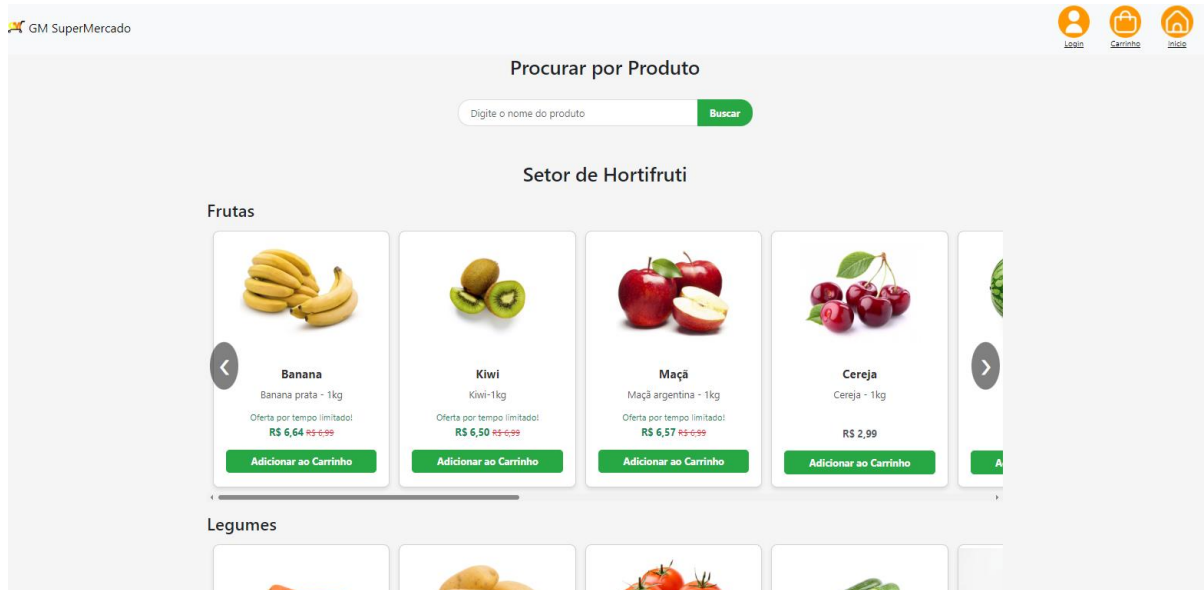 GM SuperMercado
Login
Carrinho
Início
Procurar por Produto
Digite o nome do produto
Buscar
Setor de Hortifruti
Frutas
Banana
Banana prata - 1kg
Oferta por tempo limitado!
R$ 6,64 R$ 6,99
Adicionar ao Carrinho
Kiwi
Kiwi-1kg
Oferta por tempo limitado!
R$ 6,50 R$ 6,99
Adicionar ao Carrinho
Maçã
Maçã argentina - 1kg
Oferta por tempo limitado!
R$ 6,57 R$ 6,99
Adicionar ao Carrinho
Cereja
Cereja - 1kg
R$ 2,99
Adicionar ao Carrinho
Legumes